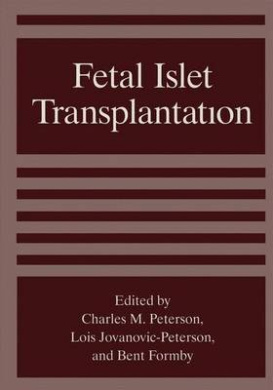 Fetal Islet
Transplantation
Edited by
Charles M. Peterson,
Lois Jovanovic-Peterson,
and Bent Formby